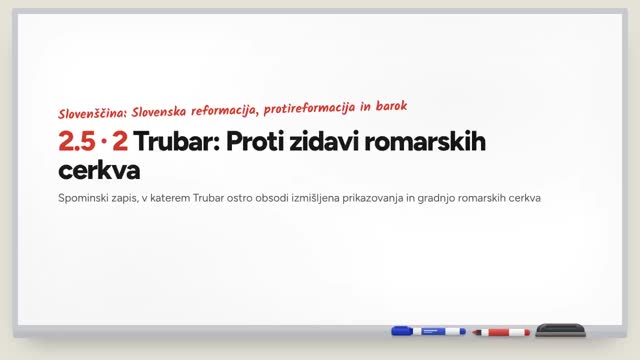 Slovenščina: Slovenska reformacija, protireformacija in barok
2.5 · 2 Trubar: Proti zidavi romarskih
cerkva
Spominski zapis, v katerem Trubar ostro obsodi izmišljena prikazovanja in gradnjo romarskih cerkva